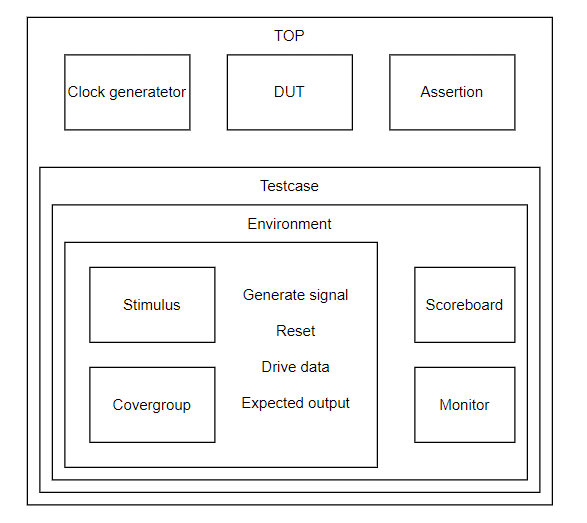 TOP
Clock generatetor
DUT
Assertion
Testcase
Environment
Stimulus
Generate signal
Reset
Drive data
Expected output
Covergroup
Scoreboard
Monitor